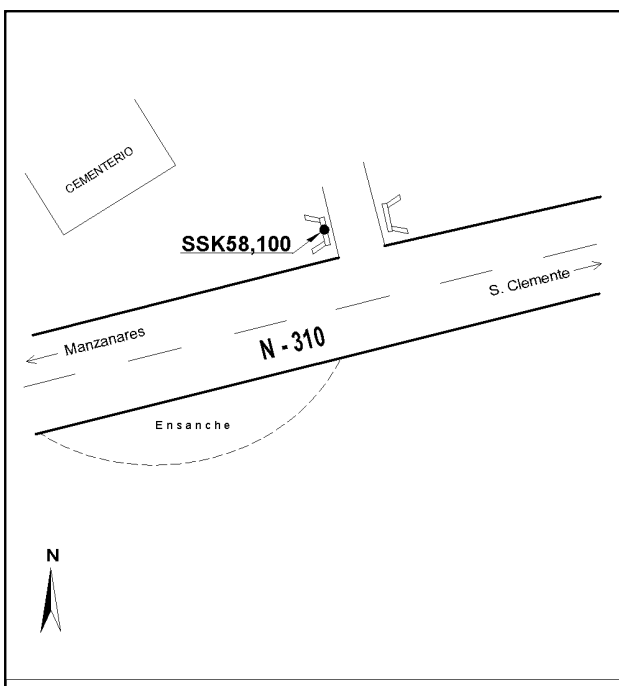 CEMENTERIO
SSK58,100
S. Clemente
Manzanares
N - 310
Ensanche
N